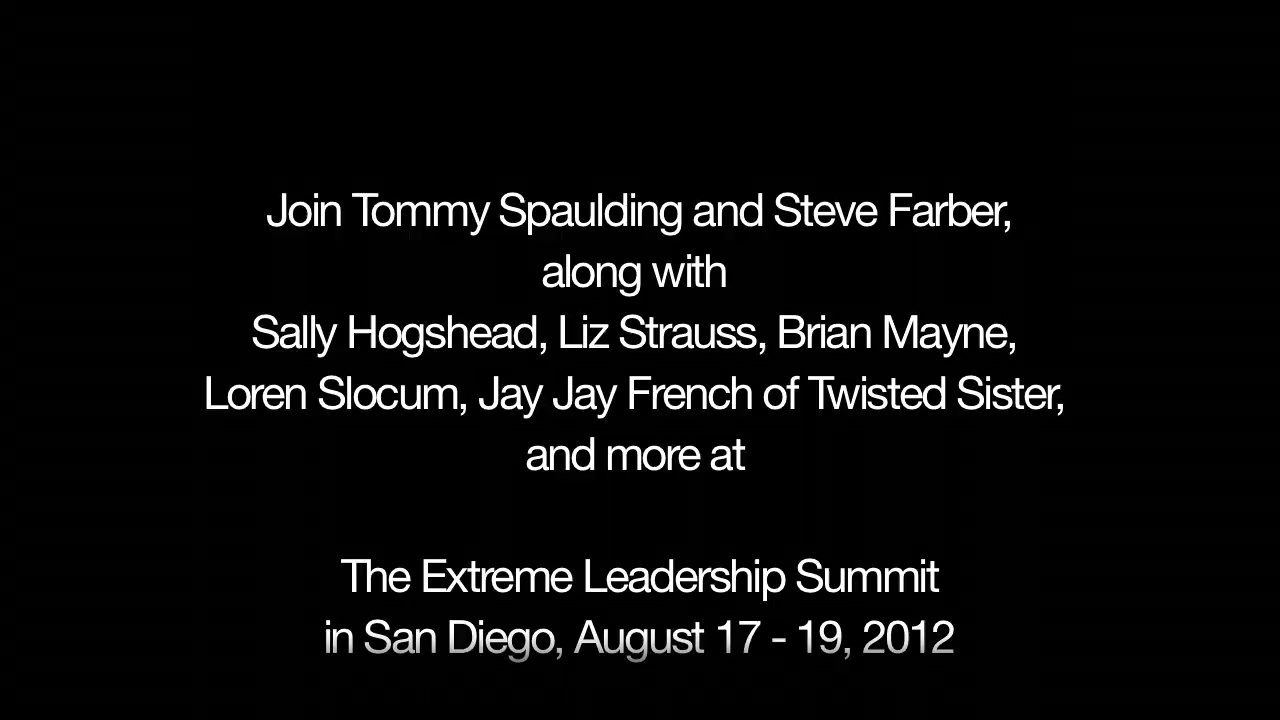 Join Tommy Spaulding and Steve Farber,
along with
Sally Hogshead, Liz Strauss, Brian Mayne,
Loren Slocum, Jay Jay French of Twisted Sister,
and more at
The Extreme Leadership Summit
in San Diego, August 17 - 19, 2012